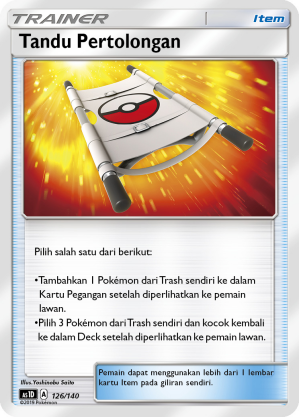 TRAINER Item
Tandu Pertolongan
Pilih salah satu dari berikut:
•Tambahkan 1 Pokémon dari Trash sendiri ke dalam
Kartu Pegangan setelah diperlihatkan ke pemain
lawan.
•Pilih 3 Pokémon dari Trash sendiri dan kocok kembali
ke dalam Deck setelah diperlihatkan ke pemain lawan.
Pemain dapat menggunakan lebih dari 1 lembar
kartu Item pada giliran sendiri.
Illus.Yoshinobu Saito
AS1D A 126/140
©2019 Pokémon